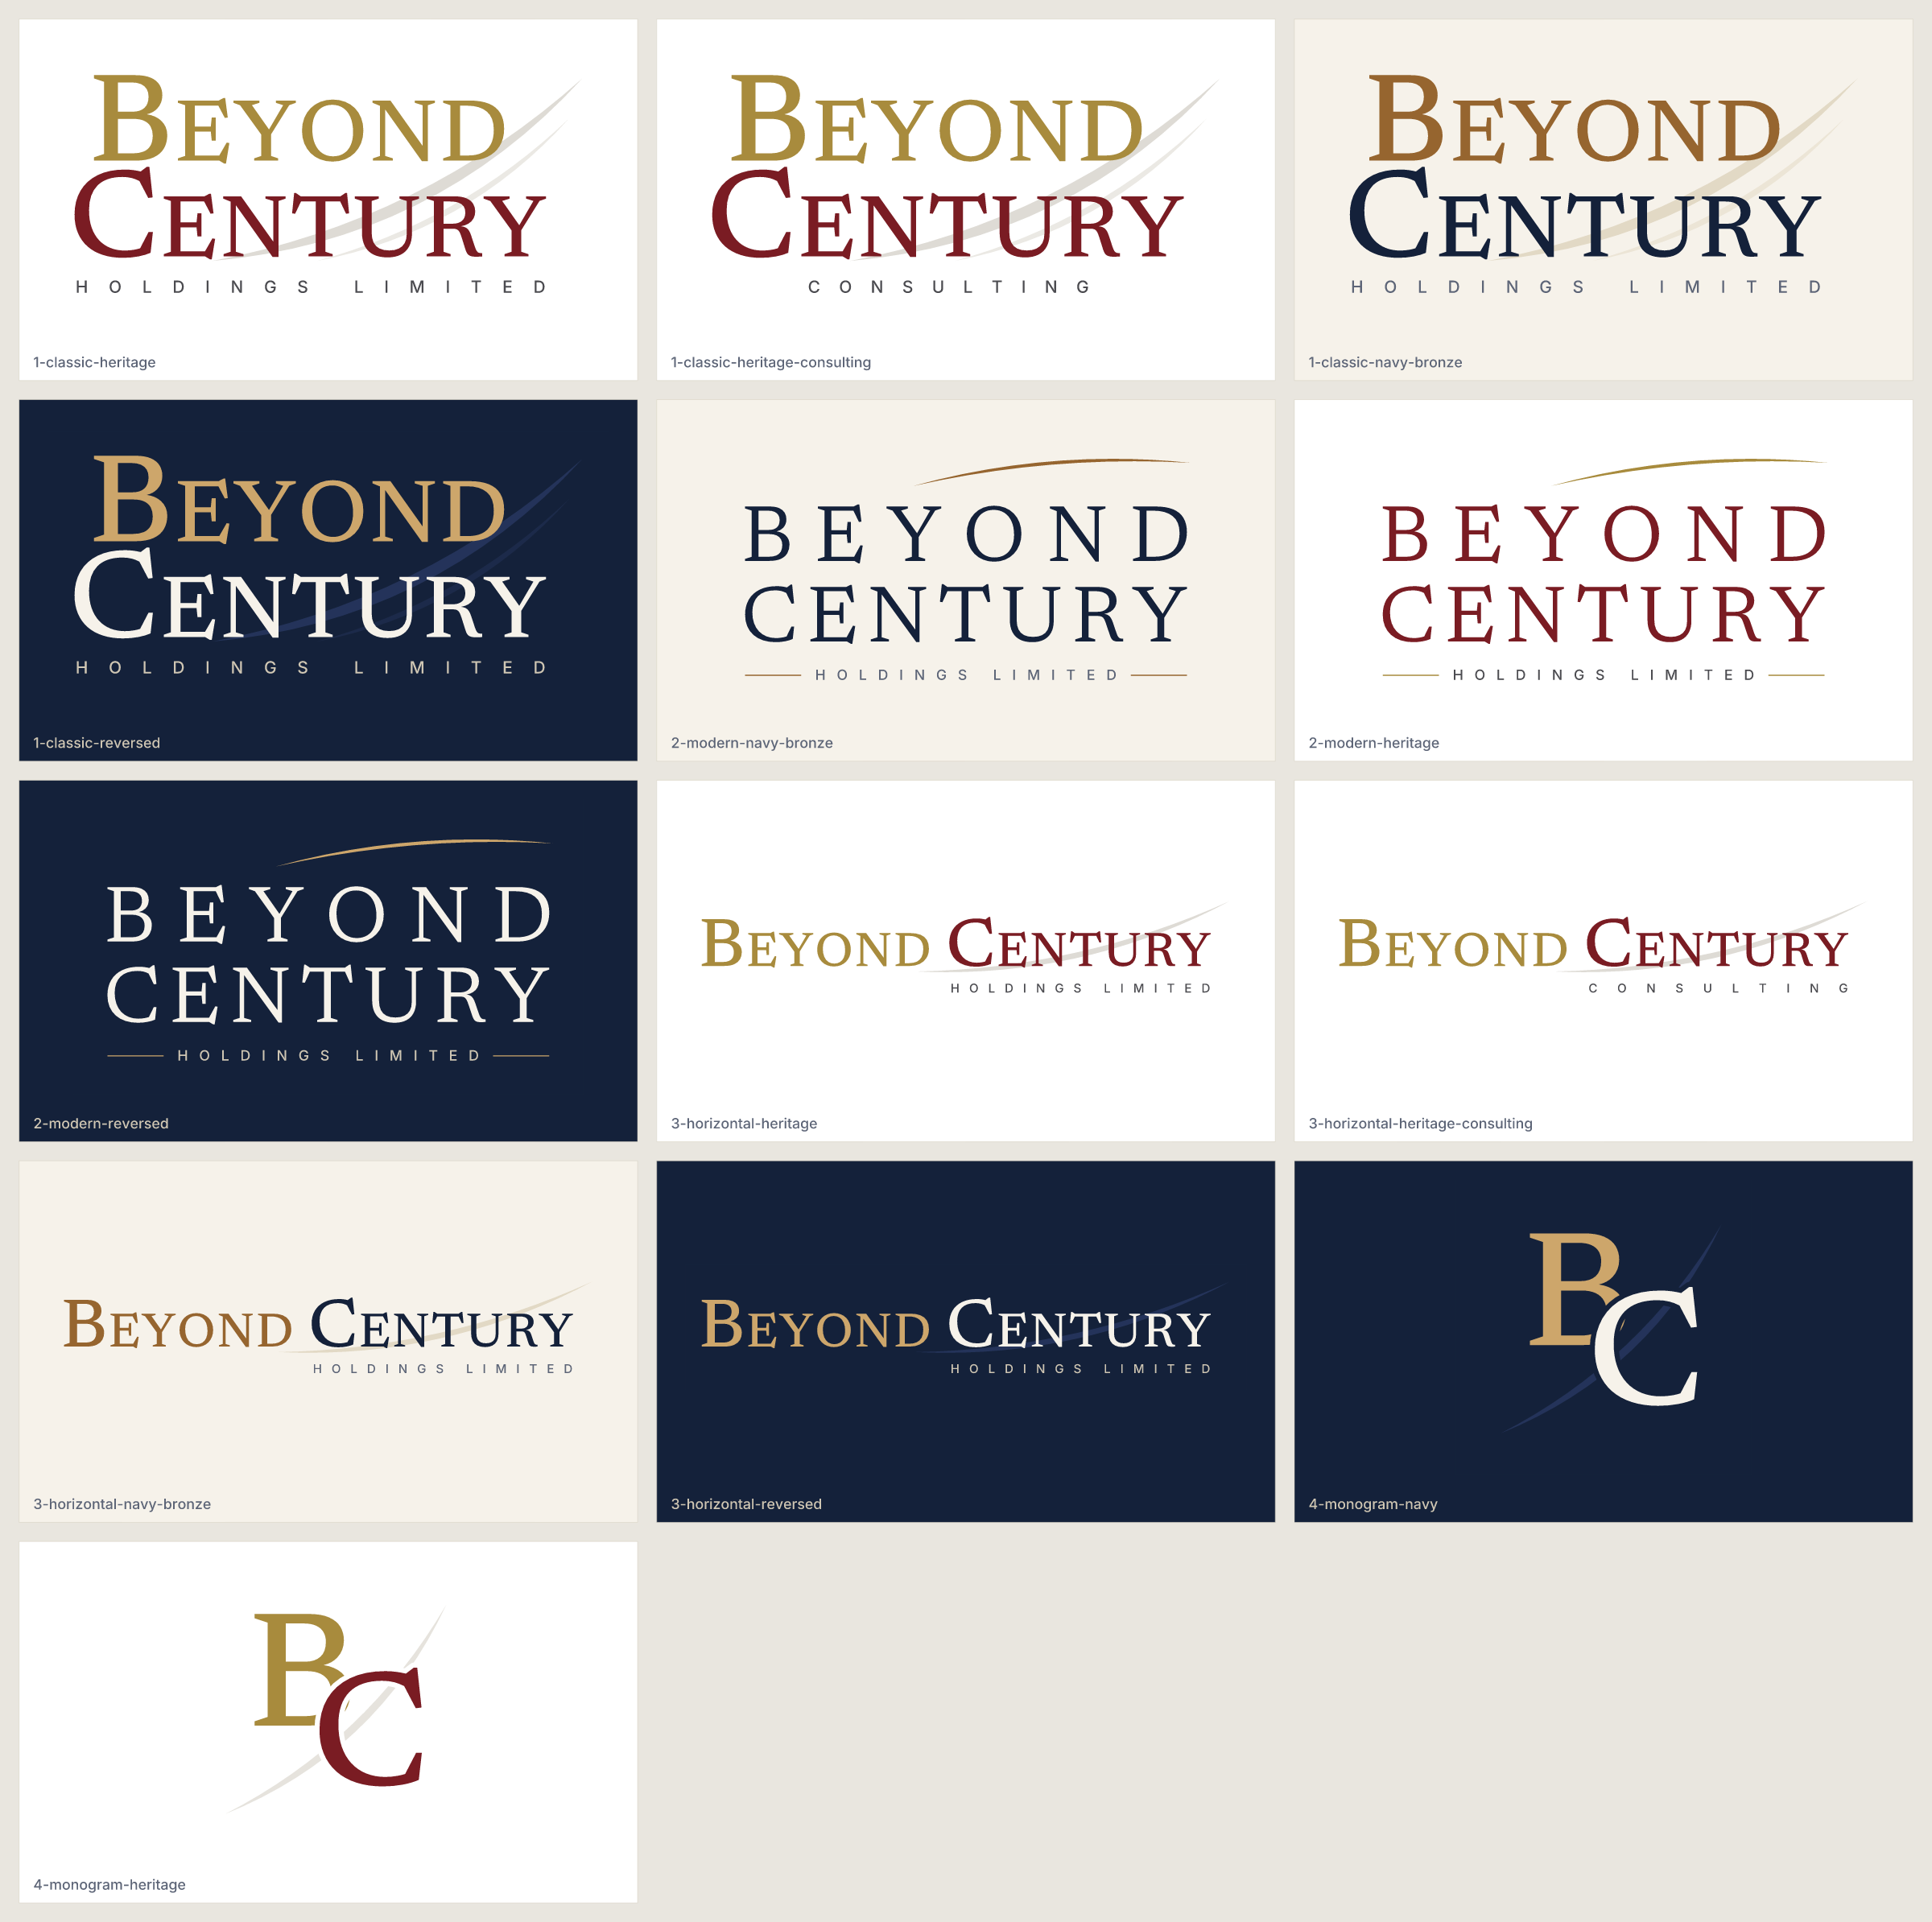 BEYOND
CENTURY
HOLDINGS LIMITED
1-classic-heritage
BEYOND
CENTURY
CONSULTING
1-classic-heritage-consulting
BEYOND
CENTURY
HOLDINGS LIMITED
1-classic-navy-bronze
BEYOND
CENTURY
HOLDINGS LIMITED
1-classic-reversed
BEYOND
CENTURY
HOLDINGS LIMITED
2-modern-navy-bronze
BEYOND
CENTURY
HOLDINGS LIMITED
2-modern-heritage
BEYOND
CENTURY
HOLDINGS LIMITED
2-modern-reversed
BEYOND CENTURY
HOLDINGS LIMITED
3-horizontal-heritage
BEYOND CENTURY
CONSULTING
3-horizontal-heritage-consulting
BEYOND CENTURY
HOLDINGS LIMITED
3-horizontal-navy-bronze
BEYOND CENTURY
HOLDINGS LIMITED
3-horizontal-reversed
BC
4-monogram-navy
BC
4-monogram-heritage